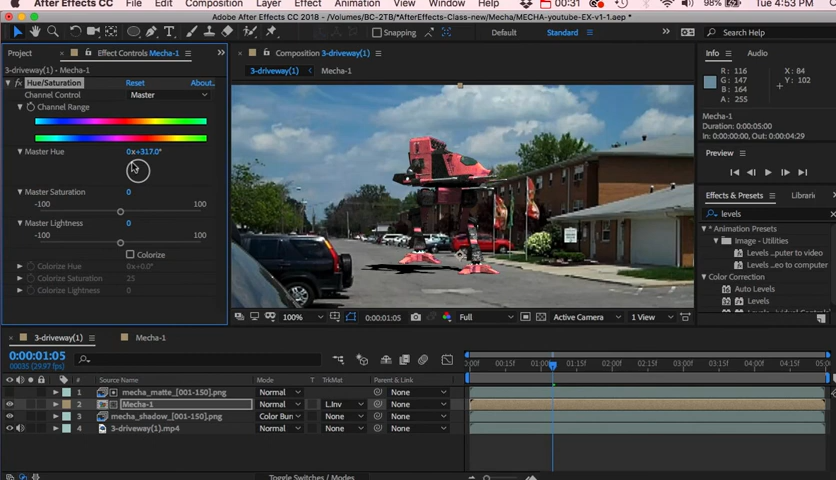 After Effects CC File Edit Composition Layer Effect Animation View Window Help 00:31 98% Tue 4:53 PM
Adobe After Effects CC 2018 - /Volumes/BC-2TB/*AfterEffects-Class-new/Mecha/MECHA-youtube-EX-v1-1.aep *
Snapping Default Standard Search Help
Project Effect Controls Mecha-1 Composition 3-driveway(1) Info Audio
3-driveway(1) • Mecha-1 3-driveway(1) Mecha-1
fx Hue/Saturation Reset About..
Channel Control Master
Channel Range
Master Hue 0x+317.0°
Master Saturation 0
-100 100
Master Lightness 0
-100 100
Colorize
Colorize Hue 0x+0.0°
Colorize Saturation 25
Colorize Lightness 0
100% 0:00:01:05 Full Active Camera 1 View
R: 116 X: 84
G: 147 Y: 102
B: 164
A: 255
Mecha-1
Duration: 0:00:05:00
In: 0:00:00:00, Out: 0:00:04:29
Preview
Effects & Presets Librari
levels
* Animation Presets
Image - Utilities
Levels ...puter to video
Levels ...eo to computer
Color Correction
Auto Levels
Levels
3-driveway(1) Mecha-1
0:00:01:05
00035 (29.97 fps)
:00f 00:15f 01:00f 01:15f 02:00f 02:15f 03:00f 03:15f 04:00f 04:15f 05:0
# Source Name Mode T TrkMat Parent & Link
1 mecha_matte_[001-150].png Normal None
2 Mecha-1 Normal L.Inv None
3 mecha_shadow_[001-150].png Color Bun None None
4 3-driveway(1).mp4 Normal None None
Toggle Switches / Modes